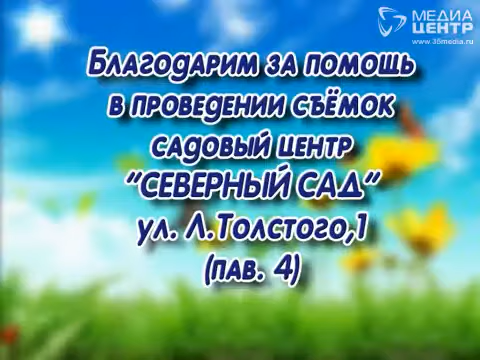 МЕДИА
ЦЕНТР
www.35media.ru
Благодарим за помощь
в проведении съёмок
садовый центр
"СЕВЕРНЫЙ САД"
ул. Л.Толстого,1
(пав. 4)